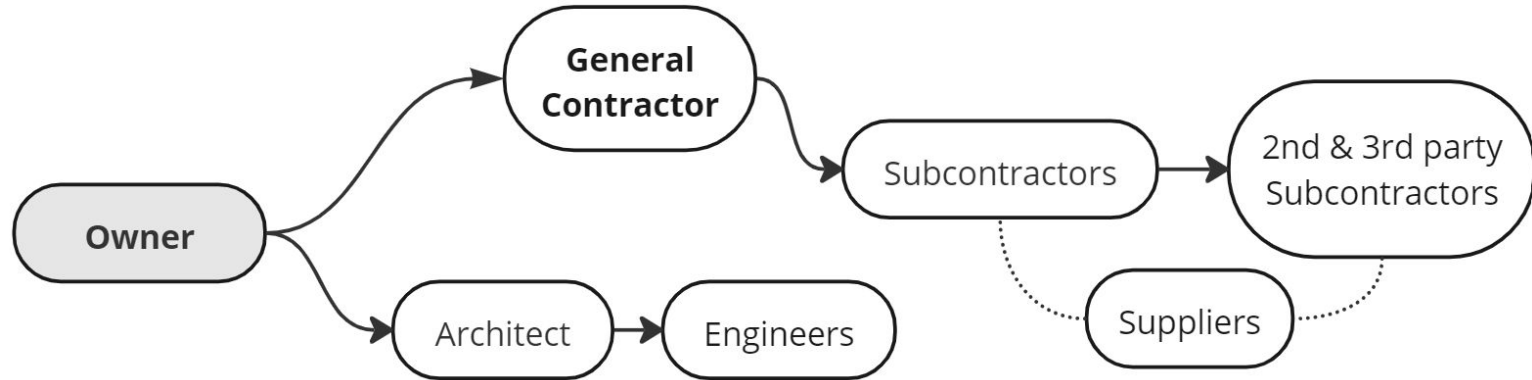 General
Contractor
Subcontractors
2nd & 3rd party
Subcontractors
Owner
Architect
Engineers
Suppliers